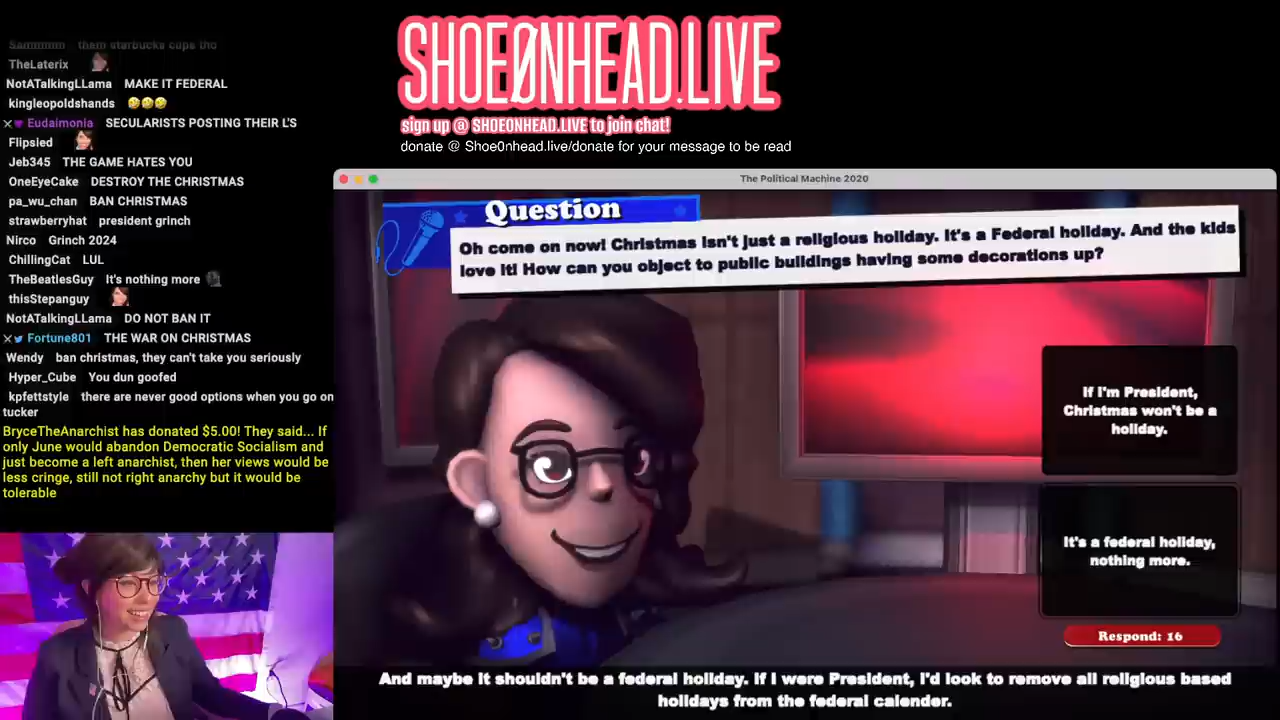 SHOE0NHEAD.LIVE
sign up @ SHOE0NHEAD.LIVE to join chat!
donate @ Shoe0nhead.live/donate for your message to be read
Sammmm tham starbucks cups tho
TheLaterix
NotATalkingLLama MAKE IT FEDERAL
kingleopoldshands 🤣🤣🤣
Eudaimonia SECULARISTS POSTING THEIR L'S
Flipsied
Jeb345 THE GAME HATES YOU
OneEyeCake DESTROY THE CHRISTMAS
pa_wu_chan BAN CHRISTMAS
strawberryhat president grinch
Nirco Grinch 2024
ChillingCat LUL
TheBeatlesGuy It's nothing more
thisStepanguy
NotATalkingLLama DO NOT BAN IT
Fortune801 THE WAR ON CHRISTMAS
Wendy ban christmas, they can't take you seriously
Hyper_Cube You dun goofed
kpfettstyle there are never good options when you go on
tucker
BryceTheAnarchist has donated $5.00! They said... If
only June would abandon Democratic Socialism and
just become a left anarchist, then her views would be
less cringe, still not right anarchy but it would be
tolerable
The Political Machine 2020
Question
Oh come on now! Christmas isn't just a religious holiday. It's a Federal holiday. And the kids
love it! How can you object to public buildings having some decorations up?
If I'm President,
Christmas won't be a
holiday.
It's a federal holiday,
nothing more.
Respond: 16
And maybe it shouldn't be a federal holiday. If I were President, I'd look to remove all religious based
holidays from the federal calender.